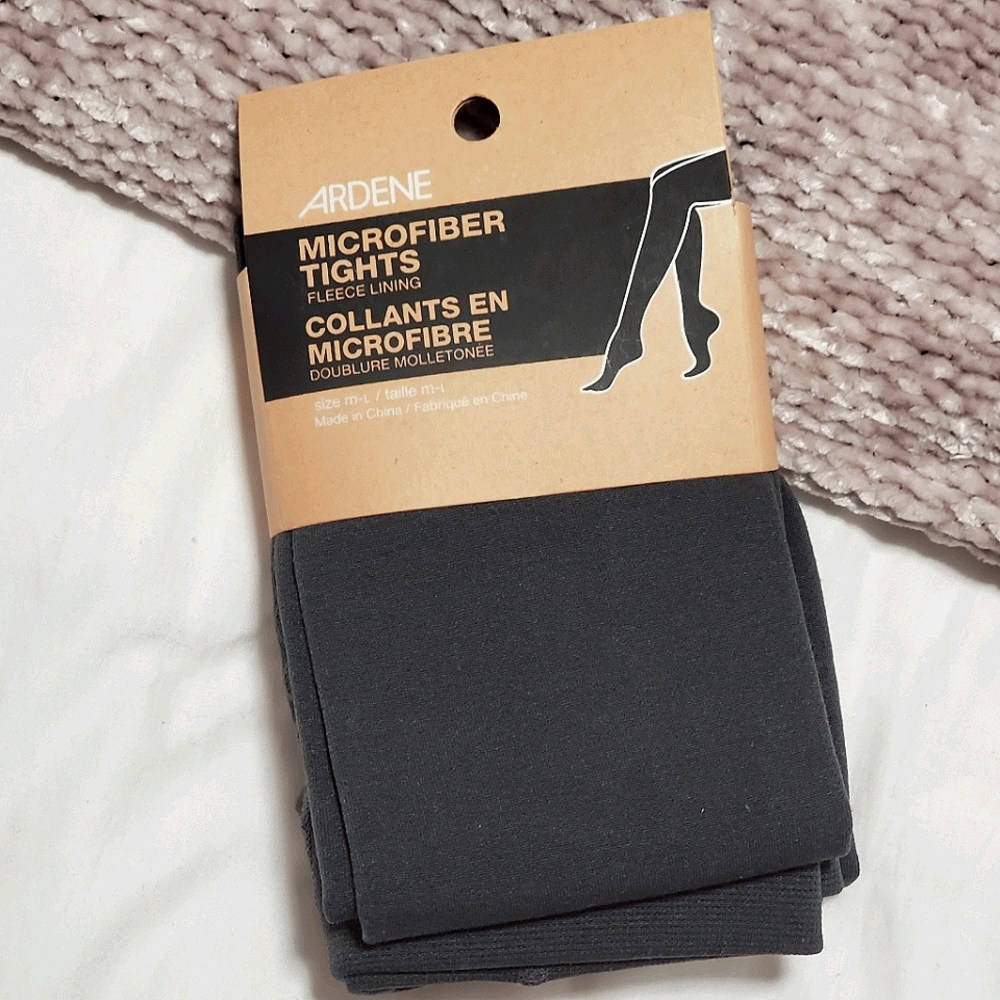 ARDENE
MICROFIBER
TIGHTS
FLEECE LINING
COLLANTS EN
MICROFIBRE
DOUBLURE MOLLETONÉE
size m-L / taille m-L
Made in China / Fabriqué en Chine